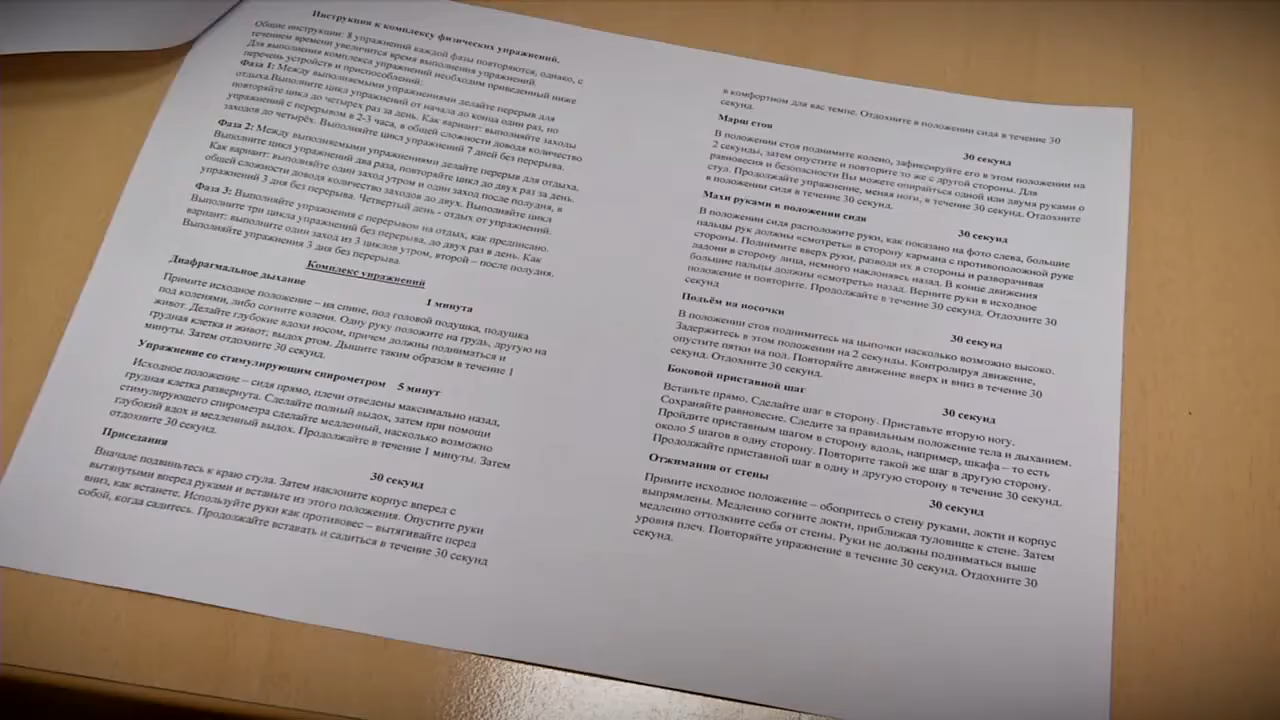 Инструкция к комплексу физических упражнений.
Общие инструкции: 8 упражнений каждой фазы повторяются, однако, с
течением времени увеличится время выполнения упражнений.
Для выполнения комплекса упражнений необходим приведенный ниже
перечень устройств и приспособлений:
Фаза 1: Между выполняемыми упражнениями делайте перерыв для
отдыха.Выполните цикл упражнений от начала до конца один раз, но
повторяйте цикл до четырех раз за день. Как вариант: выполняйте заходы
упражнений с перерывом в 2-3 часа, в общей сложности доводя количество
заходов до четырёх. Выполняйте цикл упражнений 7 дней без перерыва.
Фаза 2: Между выполняемыми упражнениями делайте перерыв для отдыха.
Выполните цикл упражнений два раза, повторяйте цикл до двух раз за день.
Как вариант: выполняйте один заход утром и один заход после полудня, в
общей сложности доводя количество заходов до двух. Выполняйте цикл
упражнений 3 дня без перерыва. Четвертый день - отдых от упражнений.
Фаза 3: Выполняйте упражнения с перерывом на отдых, как предписано.
Выполните три цикла упражнений без перерыва, до двух раз в день. Как
вариант: выполните один заход из 3 циклов утром, второй – после полудня.
Выполняйте упражнения 3 дня без перерыва.
Комплекс упражнений
Диафрагмальное дыхание 1 минута
Примите исходное положение – на спине, под головой подушка, подушка
под коленями, либо согните колени. Одну руку положите на грудь, другую на
живот. Делайте глубокие вдохи носом, причем должны подниматься и
грудная клетка и живот; выдох ртом. Дышите таким образом в течение 1
минуты. Затем отдохните 30 секунд.
Упражнение со стимулирующим спирометром 5 минут
Исходное положение – сидя прямо, плечи отведены максимально назад,
грудная клетка развернута. Сделайте полный выдох, затем при помощи
стимулирующего спирометра сделайте медленный, насколько возможно
глубокий вдох и медленный выдох. Продолжайте в течение 1 минуты. Затем
отдохните 30 секунд.
Приседания 30 секунд
Вначале подвиньтесь к краю стула. Затем наклоните корпус вперед с
вытянутыми вперед руками и встаньте из этого положения. Опустите руки
вниз, как встанете. Используйте руки как противовес – вытягивайте перед
собой, когда садитесь. Продолжайте вставать и садиться в течение 30 секунд
в комфортном для вас темпе. Отдохните в положении сидя в течение 30
секунд.
Марш стоя 30 секунд
В положении стоя поднимите колено, зафиксируйте его в этом положении на
2 секунды, затем опустите и повторите то же с другой стороны. Для
равновесия и безопасности Вы можете опирайться одной или двумя руками о
стул. Продолжайте упражнение, меняя ноги, в течение 30 секунд. Отдохните
в положении сидя в течение 30 секунд.
Махи руками в положении сидя 30 секунд
В положении сидя расположите руки, как показано на фото слева, большие
пальцы рук должны «смотреть» в сторону кармана с противоположной руке
стороны. Поднимите вверх руки, разводя их в стороны и разворачивая
ладони в сторону лица, немного наклоняясь назад. В конце движения
большие пальцы должны «смотреть» назад. Верните руки в исходное
положение и повторите. Продолжайте в течение 30 секунд. Отдохните 30
секунд
Подъём на носочки 30 секунд
В положении стоя поднимитесь на цыпочки насколько возможно высоко.
Задержитесь в этом положении на 2 секунды. Контролируя движение,
опустите пятки на пол. Повторяйте движение вверх и вниз в течение 30
секунд. Отдохните 30 секунд.
Боковой приставной шаг 30 секунд
Встаньте прямо. Сделайте шаг в сторону. Приставьте вторую ногу.
Сохраняйте равновесие. Следите за правильным положение тела и дыханием.
Пройдите приставным шагом в сторону вдоль, например, шкафа – то есть
около 5 шагов в одну сторону. Повторите такой же шаг в другую сторону.
Продолжайте приставной шаг в одну и другую сторону в течение 30 секунд.
Отжимания от стены 30 секунд
Примите исходное положение – обопритесь о стену руками, локти и корпус
выпрямлены. Медленно согните локти, приближая туловище к стене. Затем
медленно оттолкните себя от стены. Руки не должны подниматься выше
уровня плеч. Повторяйте упражнение в течение 30 секунд. Отдохните 30
секунд.